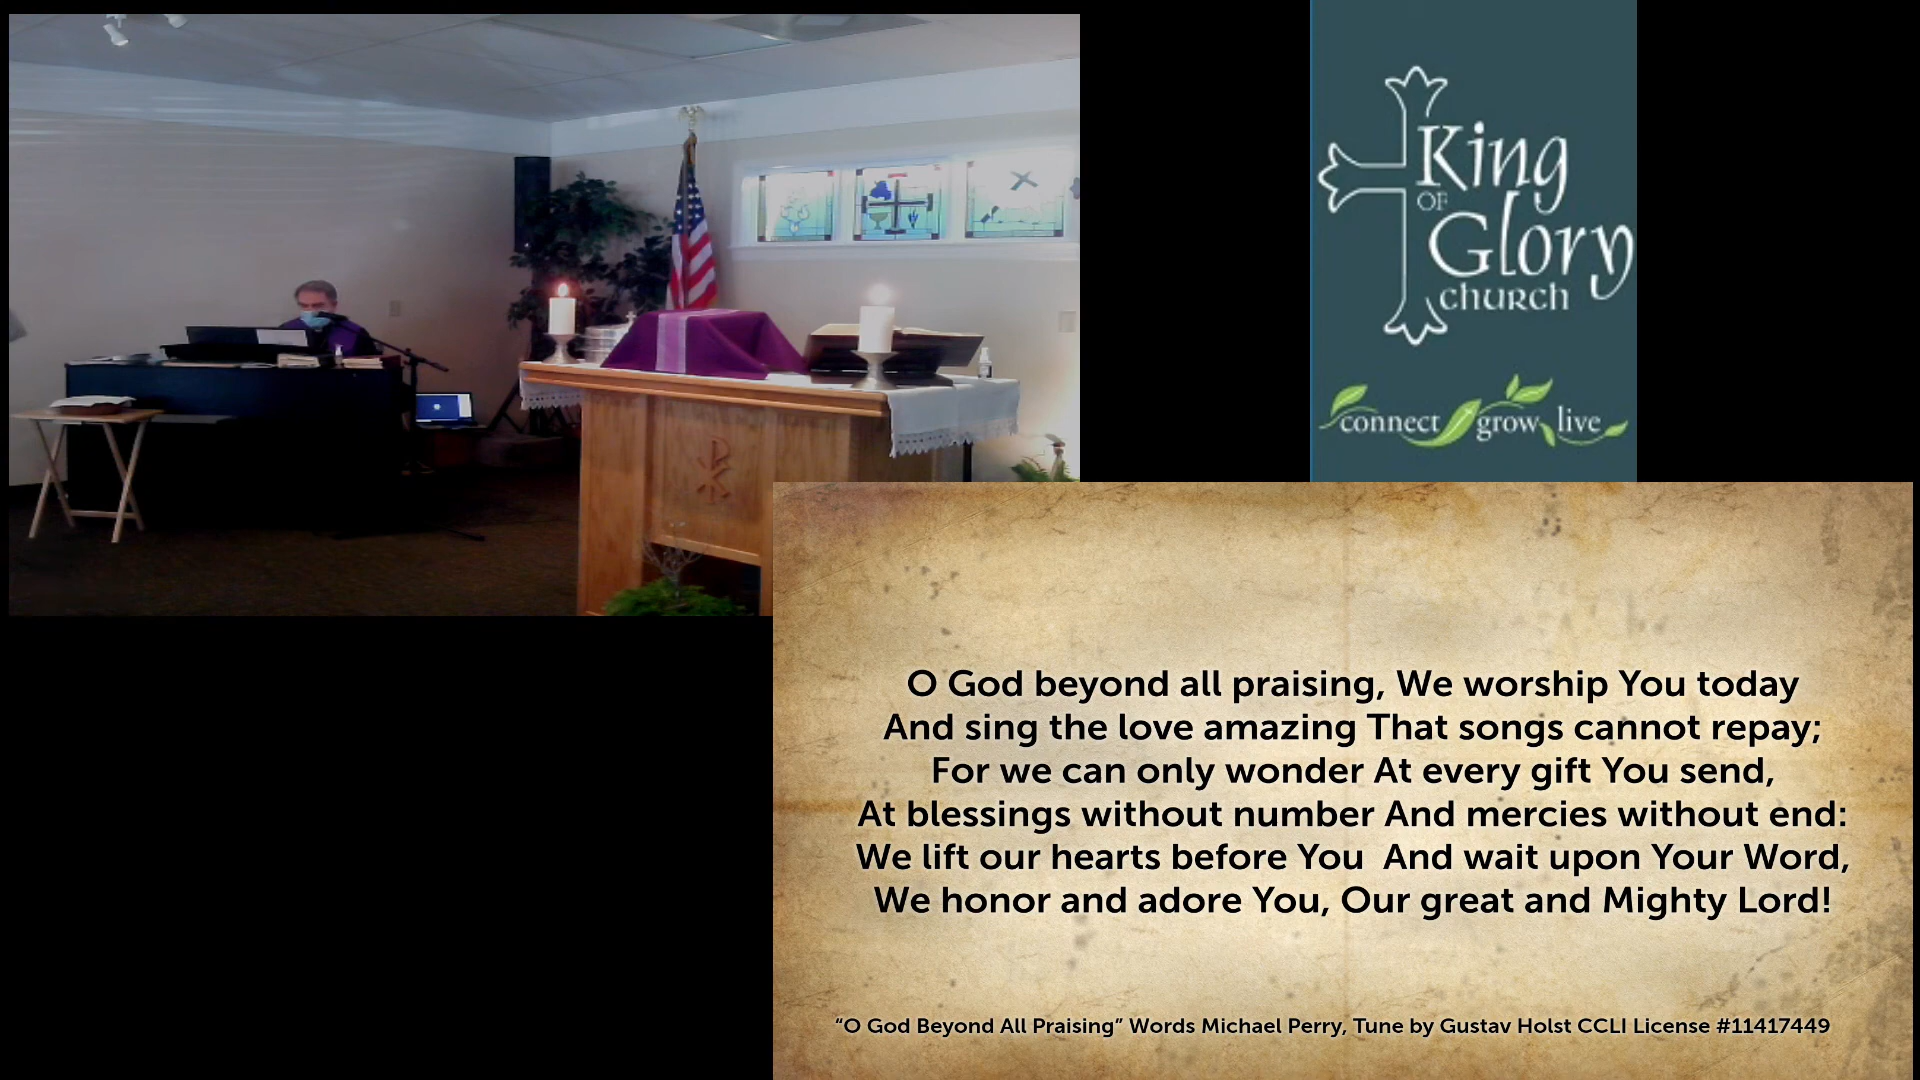 King
OF
Glory
church
connect grow live
O God beyond all praising, We worship You today
And sing the love amazing That songs cannot repay;
For we can only wonder At every gift You send,
At blessings without number And mercies without end:
We lift our hearts before You  And wait upon Your Word,
We honor and adore You, Our great and Mighty Lord!
“O God Beyond All Praising” Words Michael Perry, Tune by Gustav Holst CCLI License #11417449